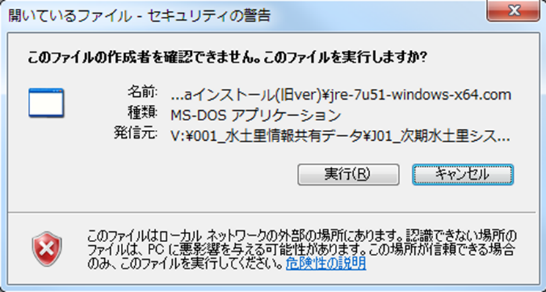 開いているファイル - セキュリティの警告
このファイルの作成者を確認できません。このファイルを実行しますか?
名前: ...aインストール(旧ver)¥jre-7u51-windows-x64.com
種類: MS-DOS アプリケーション
発信元: V:¥001_水土里情報共有データ¥J01_次期水土里シス...
実行(R)
キャンセル
このファイルはローカル ネットワークの外部の場所にあります。認識できない場所の
ファイルは、PC に悪影響を与える可能性があります。この場所が信頼できる場合
のみ、このファイルを実行してください。危険性の説明